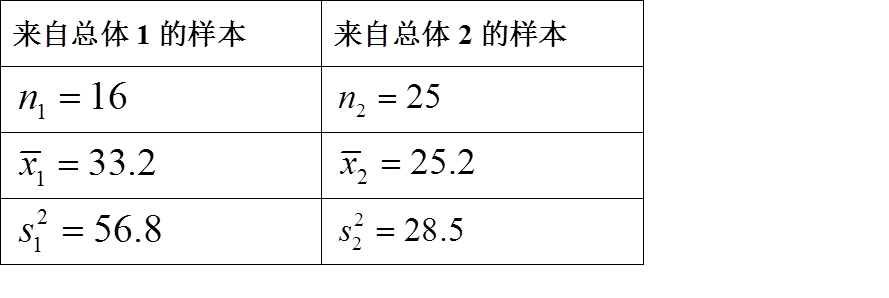 来自总体 1 的样本 来自总体 2 的样本
n₁ = 16 n₂ = 25
x̅₁ = 33.2 x̅₂ = 25.2
s₁² = 56.8 s₂² = 28.5